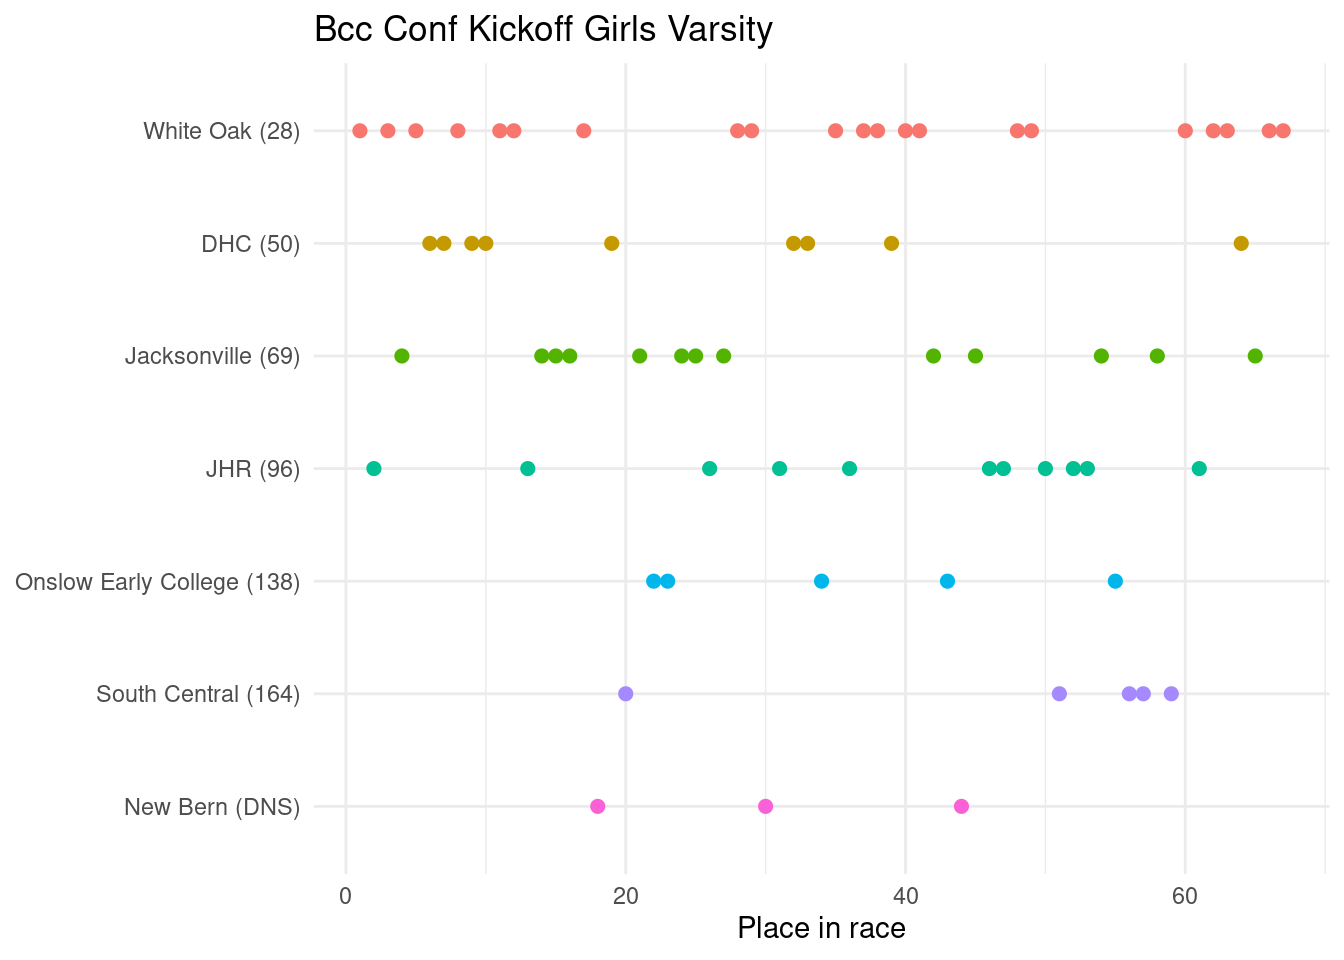 Bcc Conf Kickoff Girls Varsity
White Oak (28)
DHC (50)
Jacksonville (69)
JHR (96)
Onslow Early College (138)
South Central (164)
New Bern (DNS)
0 20 40 60
Place in race